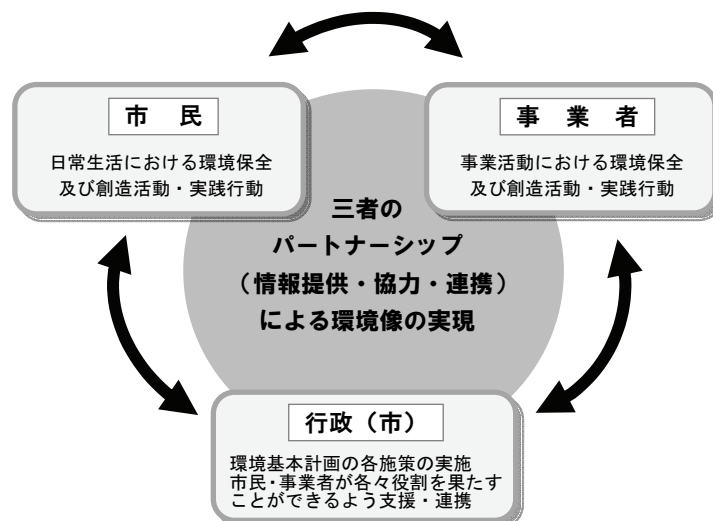 市　民
日常生活における環境保全
及び創造活動・実践行動
事　業　者
事業活動における環境保全
及び創造活動・実践行動
三者の
パートナーシップ
（情報提供・協力・連携）
による環境像の実現
行政（市）
環境基本計画の各施策の実施
市民・事業者が各々役割を果たす
ことができるよう支援・連携